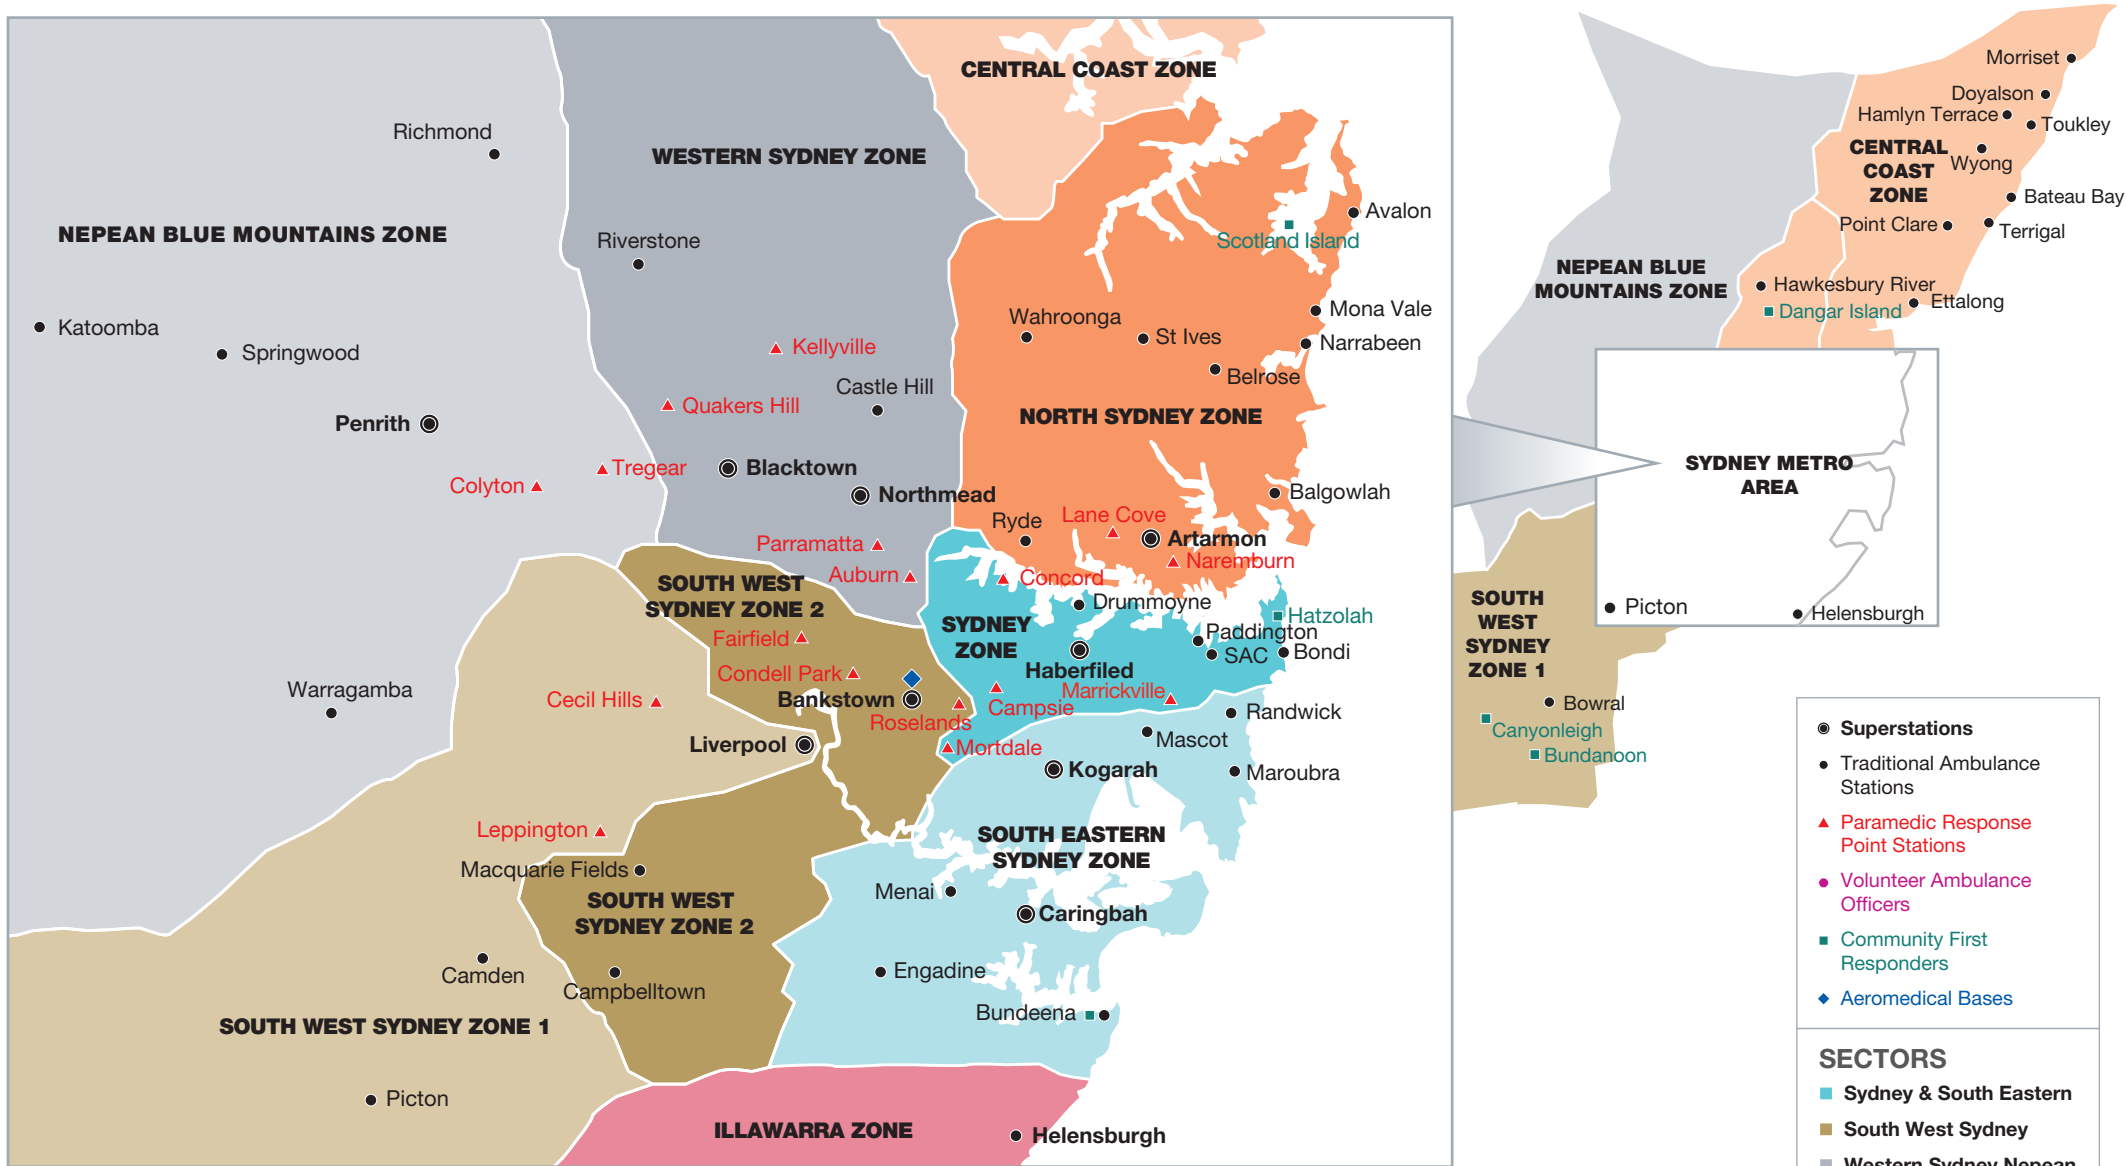 CENTRAL COAST ZONE
Richmond
WESTERN SYDNEY ZONE
NEPEAN BLUE MOUNTAINS ZONE
Riverstone
Avalon
Scotland Island
Katoomba
Springwood
Kellyville
Castle Hill
Quakers Hill
Wahroonga
St Ives
Mona Vale
Narrabeen
Belrose
NORTH SYDNEY ZONE
Penrith
Tregear
Colyton
Blacktown
Northmead
Balgowlah
Ryde
Lane Cove
Artarmon
Naremburn
Parramatta
Auburn
Concord
Drummoyne
SOUTH WEST
SYDNEY ZONE 2
SYDNEY
ZONE
Hatzolah
Paddington
SAC
Bondi
Haberfiled
Marrickville
Campsie
Fairfield
Condell Park
Bankstown
Roselands
Mortdale
Cecil Hills
Liverpool
Warragamba
Randwick
Mascot
Kogarah
Maroubra
Leppington
Macquarie Fields
SOUTH WEST
SYDNEY ZONE 2
SOUTH EASTERN
SYDNEY ZONE
Menai
Caringbah
Camden
Campbelltown
Engadine
Bundeena
SOUTH WEST SYDNEY ZONE 1
Picton
ILLAWARRA ZONE
Helensburgh
Morriset
Doyalson
Hamlyn Terrace
Toukley
CENTRAL
COAST
ZONE
Wyong
Bateau Bay
Point Clare
Terrigal
NEPEAN BLUE
MOUNTAINS ZONE
Hawkesbury River
Dangar Island
Ettalong
SYDNEY METRO
AREA
SOUTH
WEST
SYDNEY
ZONE 1
Picton
Helensburgh
Bowral
Canyonleigh
Bundanoon
Superstations
Traditional Ambulance
Stations
Paramedic Response
Point Stations
Volunteer Ambulance
Officers
Community First
Responders
Aeromedical Bases
SECTORS
Sydney & South Eastern
South West Sydney
Western Sydney Nepean